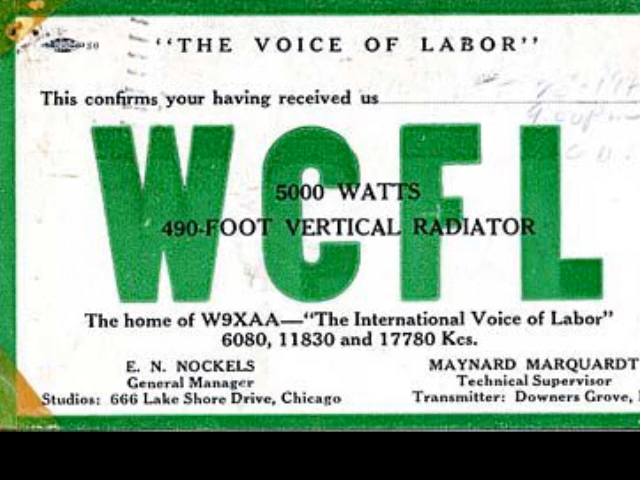 "THE VOICE OF LABOR"
This confirms your having received us
WCFL
5000 WATTS
490-FOOT VERTICAL RADIATOR
The home of W9XAA—"The International Voice of Labor"
6080, 11830 and 17780 Kcs.
E. N. NOCKELS MAYNARD MARQUARDT
General Manager Technical Supervisor
Studios: 666 Lake Shore Drive, Chicago Transmitter: Downers Grove,